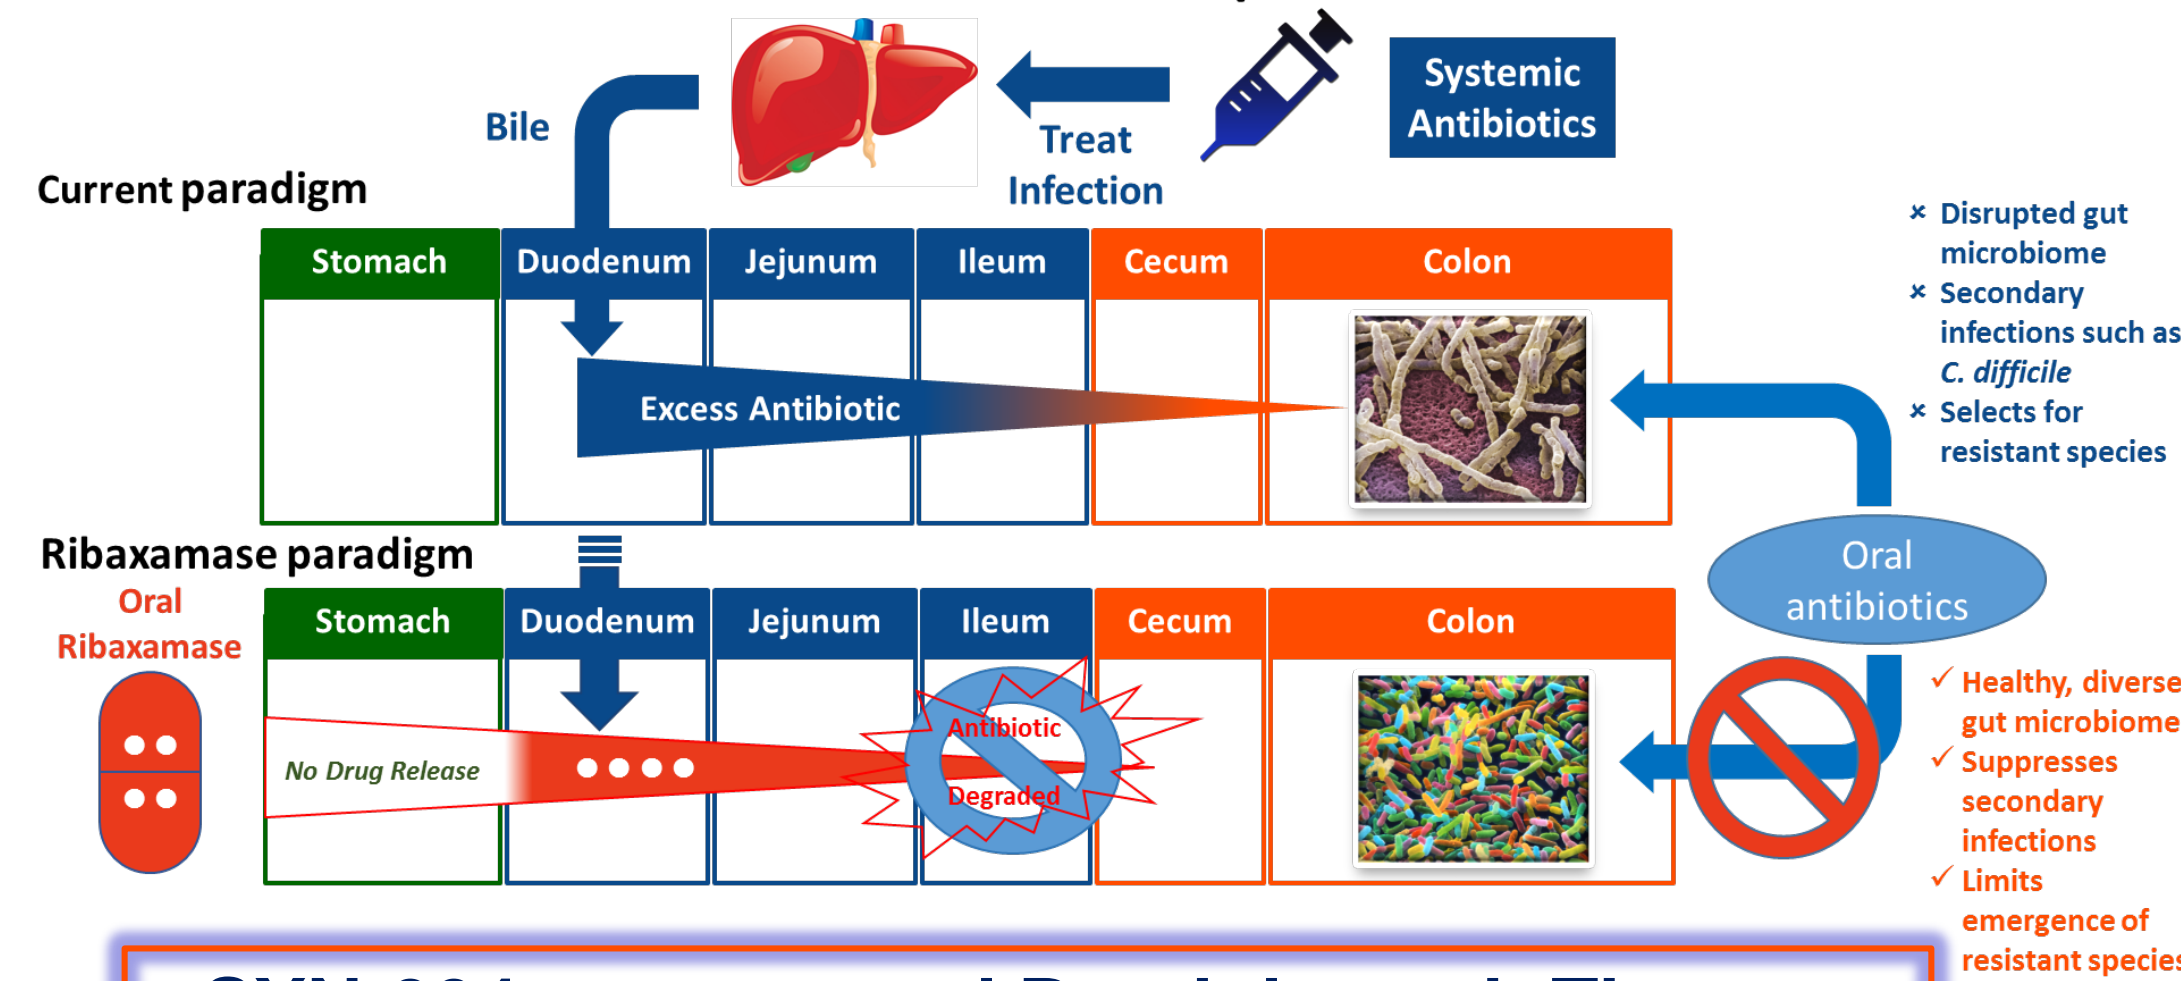 Systemic
Antibiotics
Bile
Treat
Infection
Current paradigm
Stomach
Duodenum
Jejunum
Ileum
Cecum
Colon
Excess Antibiotic
× Disrupted gut
microbiome
× Secondary
infections such as
C. difficile
× Selects for
resistant species
Oral
antibiotics
Ribaxamase paradigm
Oral
Ribaxamase
Stomach
Duodenum
Jejunum
Ileum
Cecum
Colon
No Drug Release
Antibiotic
Degraded
✓ Healthy, diverse
gut microbiome
✓ Suppresses
secondary
infections
✓ Limits
emergence of
resistant species